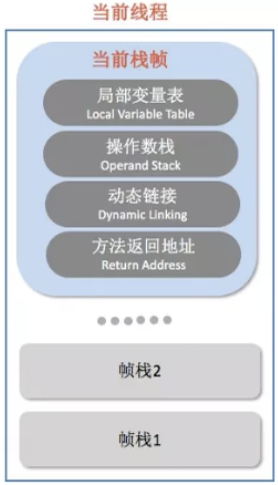 当前线程
当前栈帧
局部变量表
Local Variable Table
操作数栈
Operand Stack
动态链接
Dynamic Linking
方法返回地址
Return Address
帧栈2
帧栈1